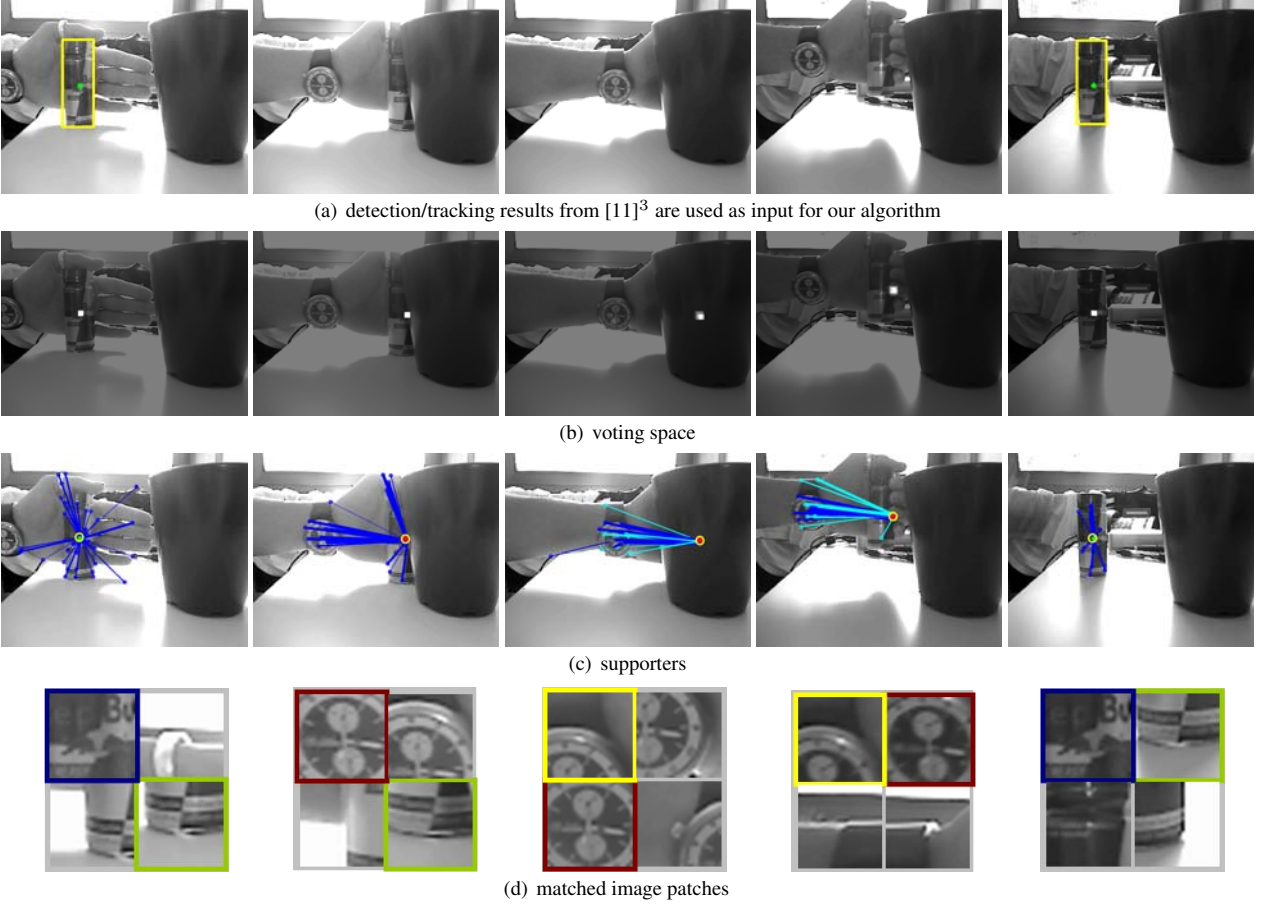 (a) detection/tracking results from [11]³ are used as input for our algorithm
(b) voting space
(c) supporters
(d) matched image patches